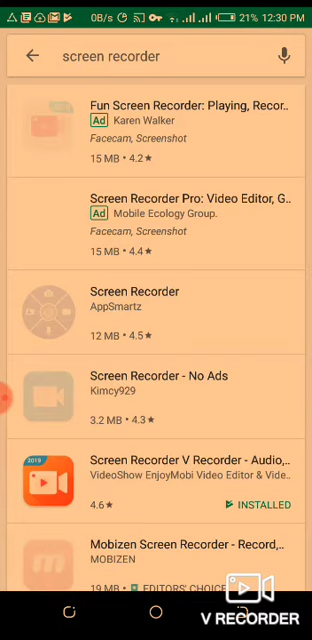 0B/s 21% 12:30 PM
screen recorder
Fun Screen Recorder: Playing, Recor..
Ad Karen Walker
Facecam, Screenshot
15 MB • 4.2★
Screen Recorder Pro: Video Editor, G..
Ad Mobile Ecology Group.
Facecam, Screenshot
15 MB • 4.4★
Screen Recorder
AppSmartz
12 MB • 4.5★
Screen Recorder - No Ads
Kimcy929
3.2 MB • 4.3★
2019
Screen Recorder V Recorder - Audio,..
VideoShow EnjoyMobi Video Editor & Vide..
4.6★ INSTALLED
Mobizen Screen Recorder - Record,..
MOBIZEN
19 MB • EDITORS' CHOICE
V RECORDER